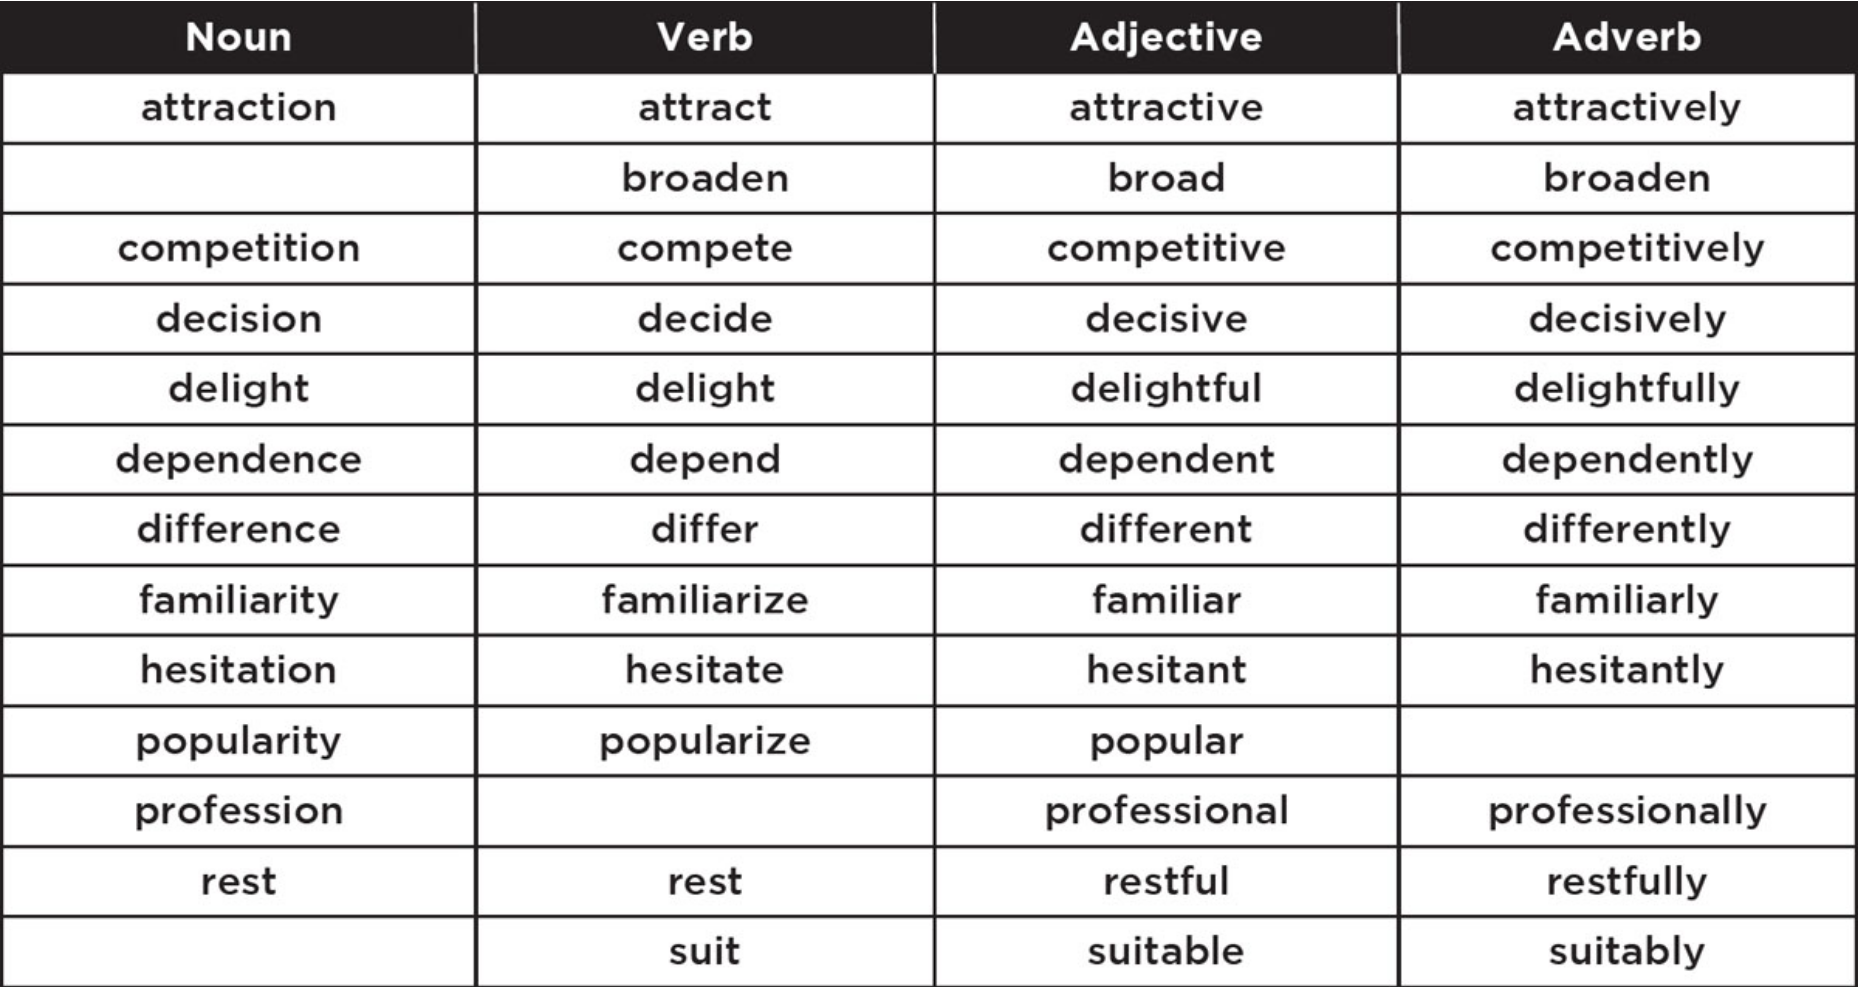 Noun Verb Adjective Adverb
attraction attract attractive attractively
broaden broad broaden
competition compete competitive competitively
decision decide decisive decisively
delight delight delightful delightfully
dependence depend dependent dependently
difference differ different differently
familiarity familiarize familiar familiarly
hesitation hesitate hesitant hesitantly
popularity popularize popular
profession professional professionally
rest rest restful restfully
suit suitable suitably